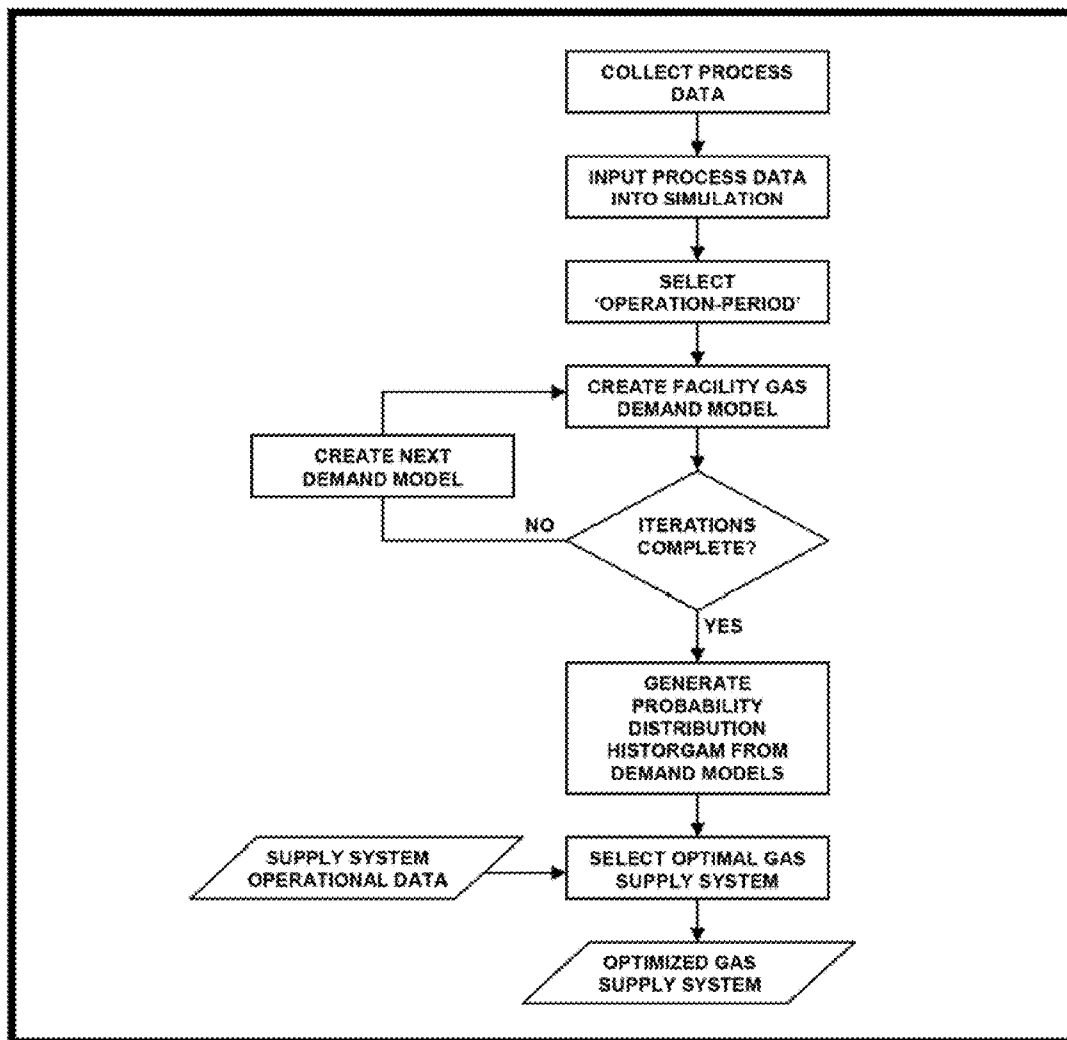 COLLECT PROCESS
DATA
INPUT PROCESS DATA
INTO SIMULATION
SELECT
'OPERATION-PERIOD'
CREATE FACILITY GAS
DEMAND MODEL
CREATE NEXT
DEMAND MODEL
NO
ITERATIONS
COMPLETE?
YES
GENERATE
PROBABILITY
DISTRIBUTION
HISTORGAM FROM
DEMAND MODELS
SUPPLY SYSTEM
OPERATIONAL DATA
SELECT OPTIMAL GAS
SUPPLY SYSTEM
OPTIMIZED GAS
SUPPLY SYSTEM